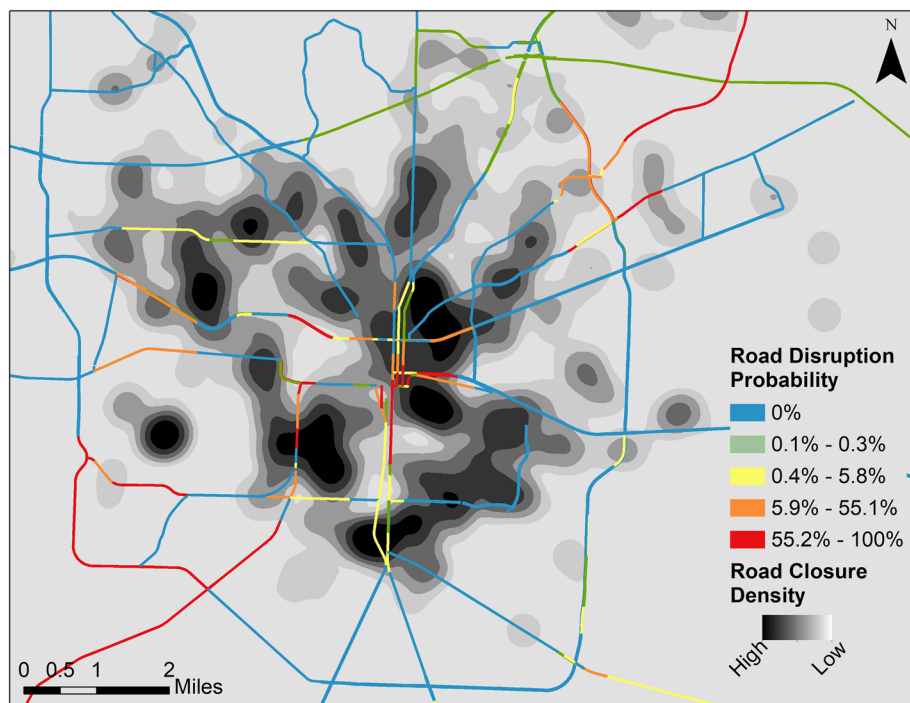 N
Road Disruption
Probability
0%
0.1% - 0.3%
0.4% - 5.8%
5.9% - 55.1%
55.2% - 100%
Road Closure
Density
High
Low
0 0.5 1 2
Miles